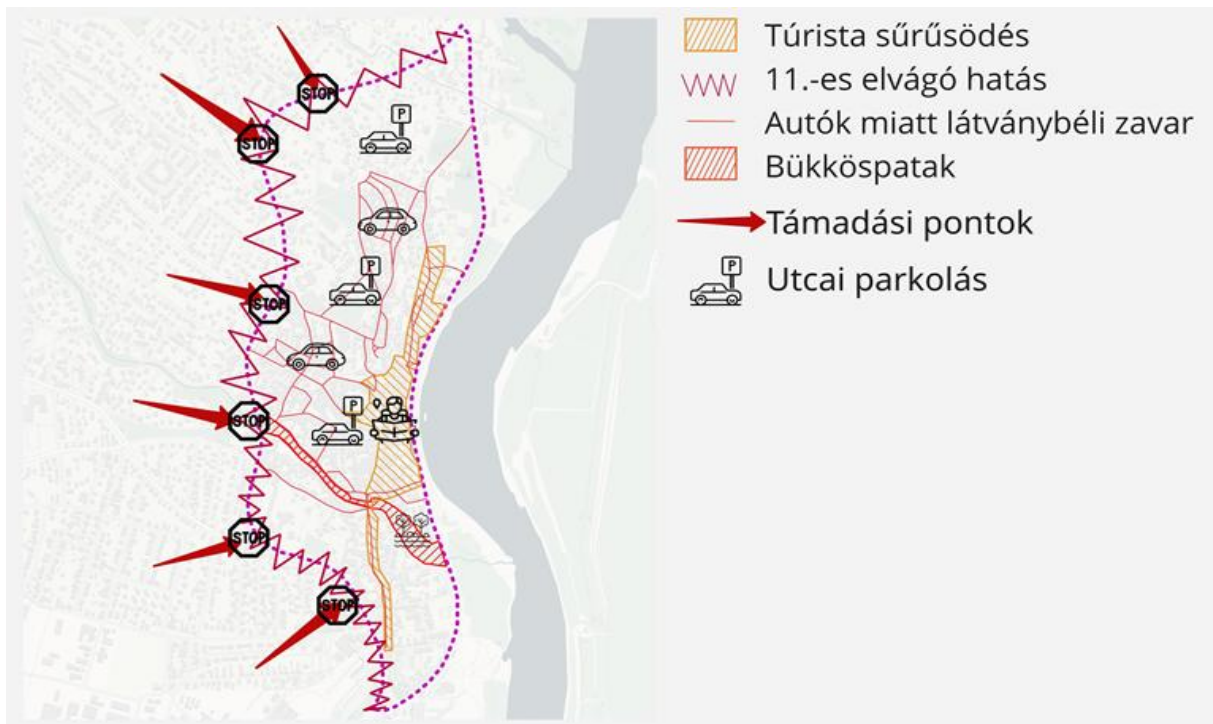 Túrista sűrűsödés
11.-es elvágó hatás
Autók miatt látványbéli zavar
Bükköspatak
Támadási pontok
P
Utcai parkolás
STOP
STOP
P
P
STOP
P
STOP
STOP
STOP